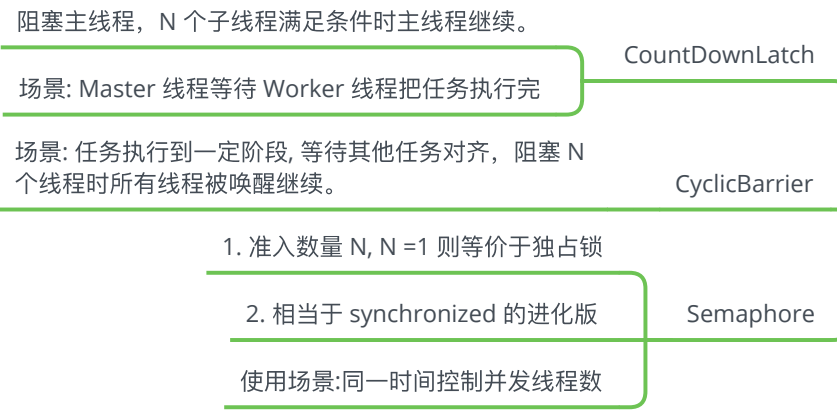 阻塞主线程，N 个子线程满足条件时主线程继续。
CountDownLatch
场景: Master 线程等待 Worker 线程把任务执行完
场景: 任务执行到一定阶段, 等待其他任务对齐，阻塞 N
个线程时所有线程被唤醒继续。
CyclicBarrier
1. 准入数量 N, N =1 则等价于独占锁
2. 相当于 synchronized 的进化版
Semaphore
使用场景:同一时间控制并发线程数